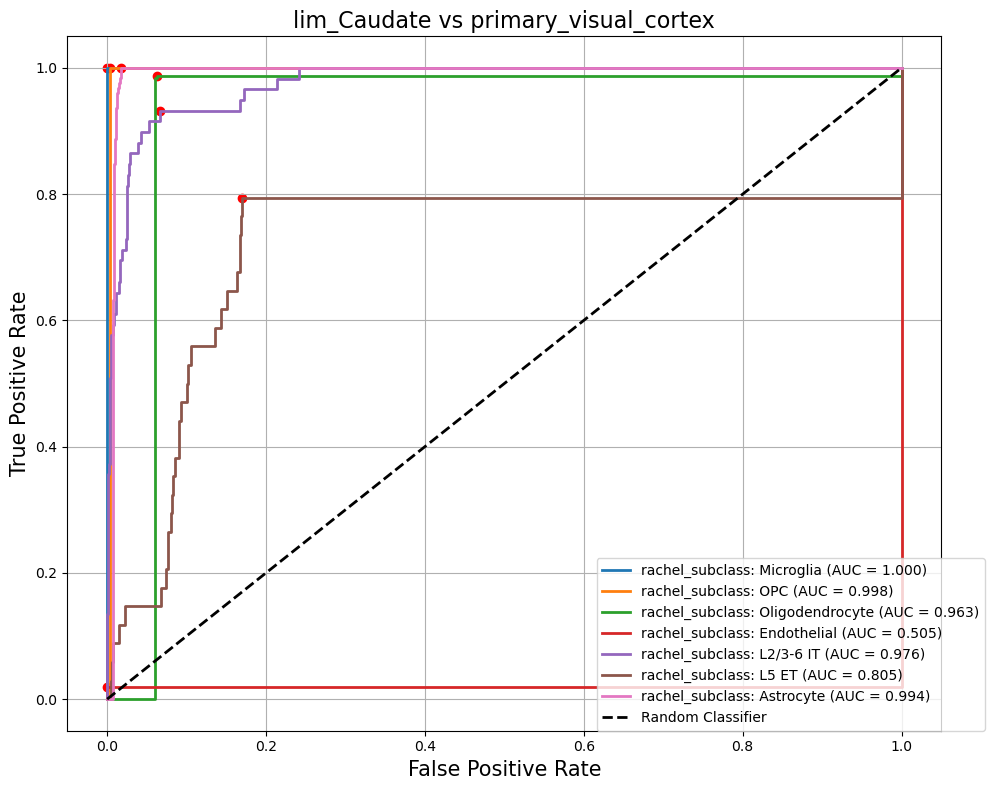 lim_Caudate vs primary_visual_cortex
True Positive Rate
1.0
0.8
0.6
0.4
0.2
0.0
rachel_subclass: Microglia (AUC = 1.000)
rachel_subclass: OPC (AUC = 0.998)
rachel_subclass: Oligodendrocyte (AUC = 0.963)
rachel_subclass: Endothelial (AUC = 0.505)
rachel_subclass: L2/3-6 IT (AUC = 0.976)
rachel_subclass: L5 ET (AUC = 0.805)
rachel_subclass: Astrocyte (AUC = 0.994)
Random Classifier
0.0 0.2 0.4 0.6 0.8 1.0
False Positive Rate